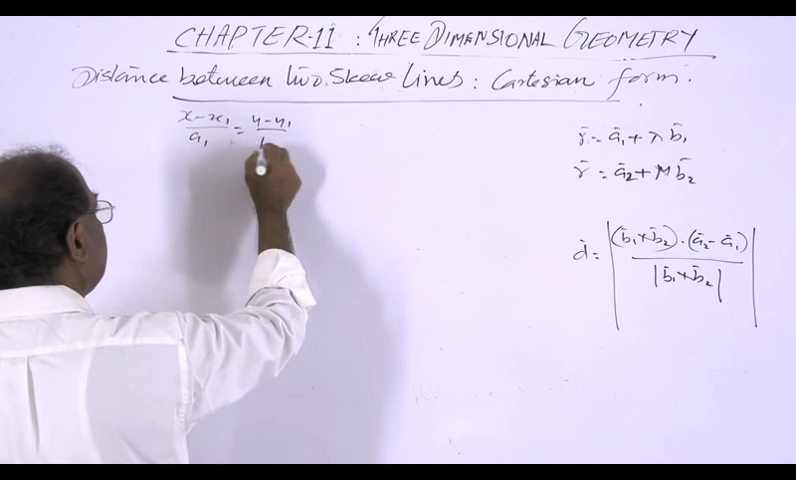 CHAPTER-11 : THREE DIMENSIONAL GEOMETRY
Distance between two Skew Lines : Cartesian form.
x-x₁/a₁ = y-y₁/
r̄ = ā₁ + λ b̄₁
r̄ = ā₂ + μ b̄₂
d = |(b̄₁×b̄₂)·(ā₂-ā₁)/|b̄₁×b̄₂||